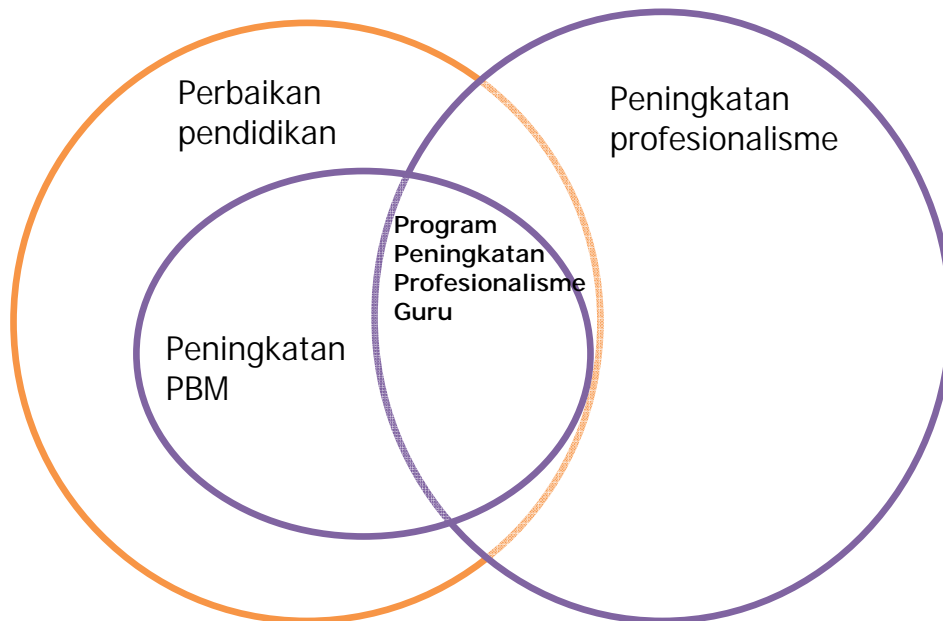 Perbaikan
pendidikan
Peningkatan
profesionalisme
Program
Peningkatan
Profesionalisme
Guru
Peningkatan
PBM